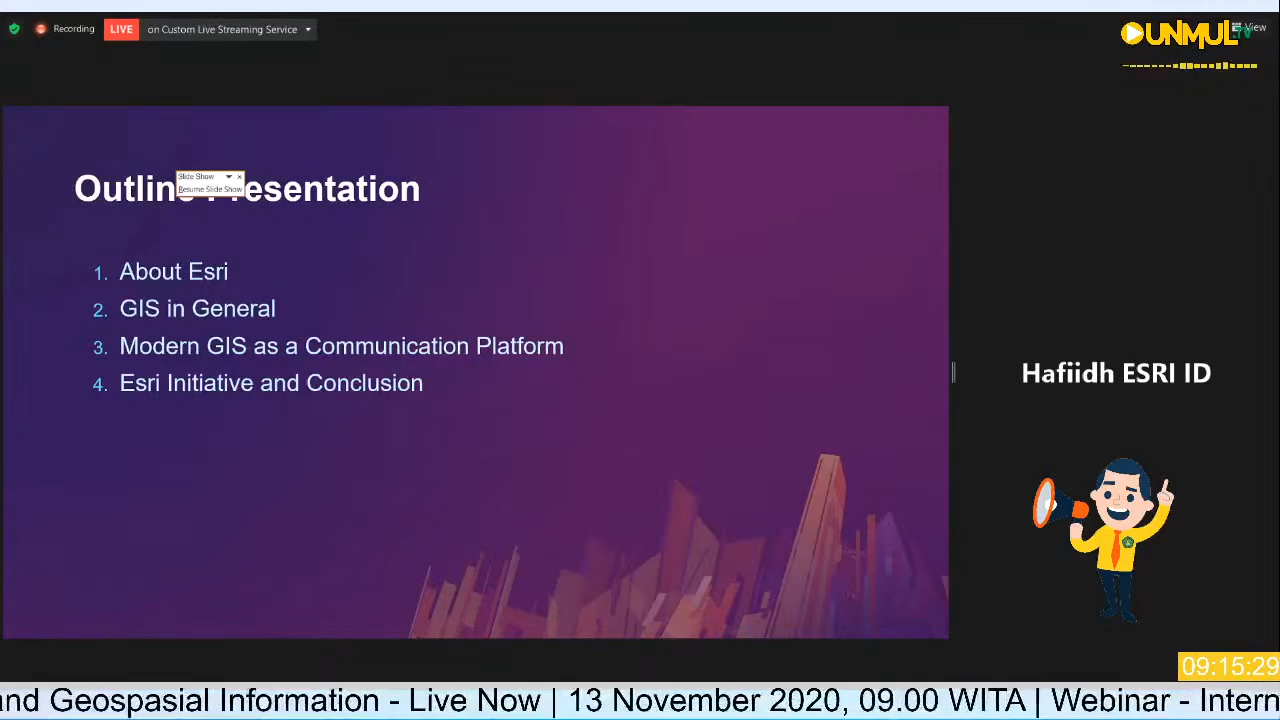 Recording
LIVE
on Custom Live Streaming Service
UNMUL TV
View
Outline Presentation
Slide Show
Resume Slide Show
1. About Esri
2. GIS in General
3. Modern GIS as a Communication Platform
4. Esri Initiative and Conclusion
Hafiidh ESRI ID
09:15:29
and Geospasial Information - Live Now | 13 November 2020, 09.00 WITA | Webinar - Intern